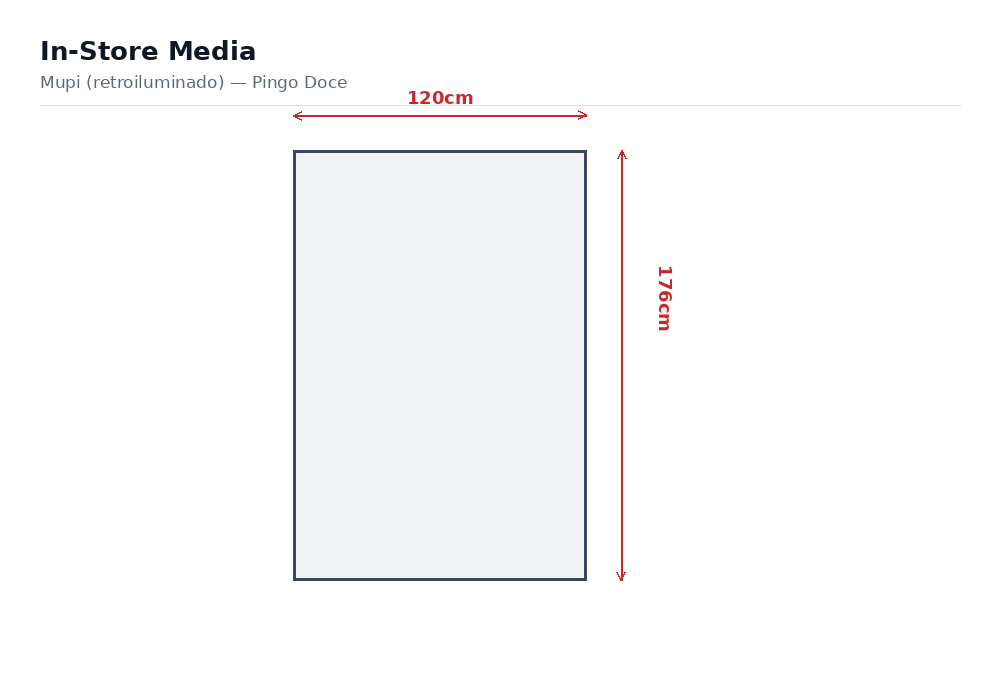 In-Store Media
Mupi (retroiluminado) — Pingo Doce
120cm
176cm